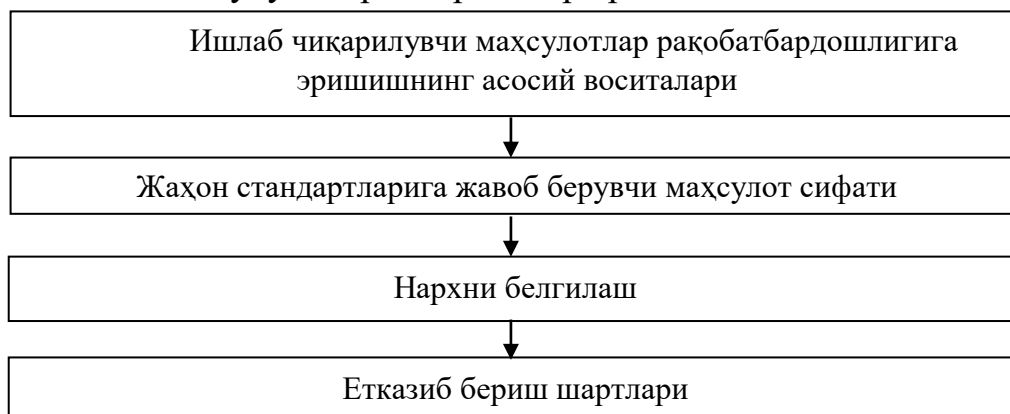 Ишлаб чиқарилувчи маҳсулотлар рақобатбардошлигига
эришишнинг асосий воситалари
Жаҳон стандартларига жавоб берувчи маҳсулот сифати
Нархни белгилаш
Етказиб бериш шартлари